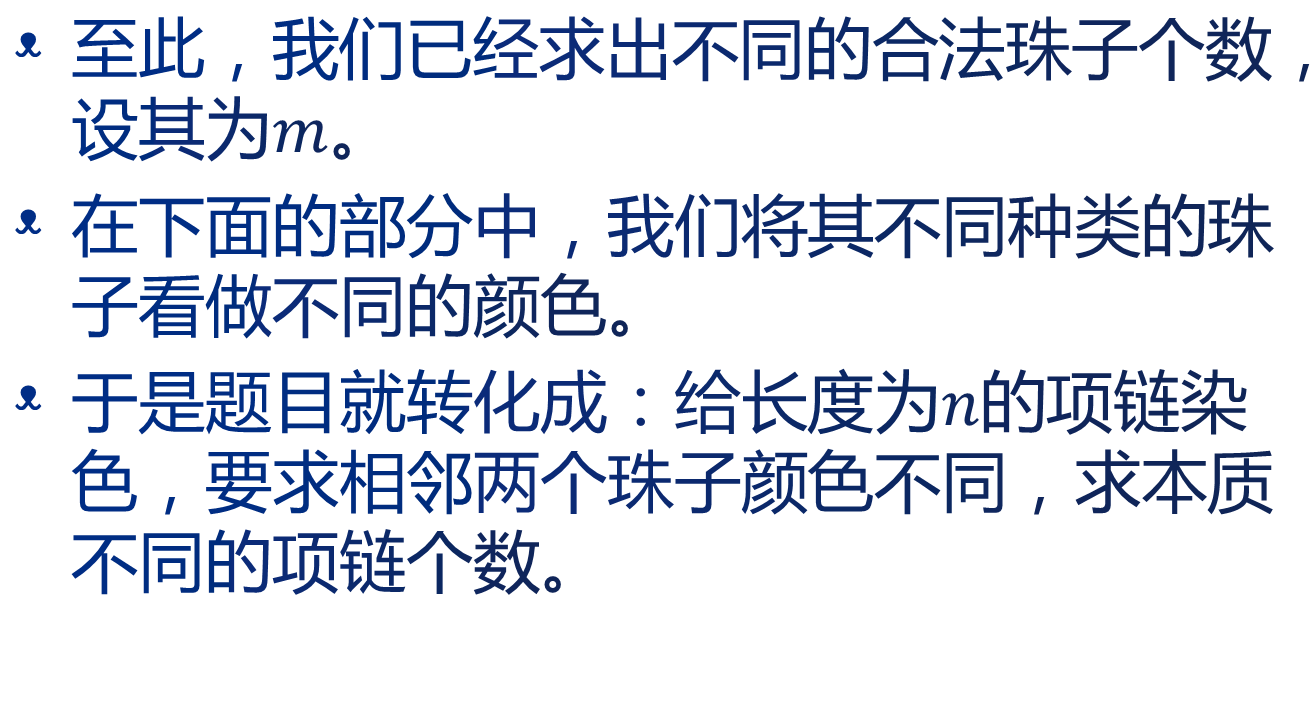 至此，我们已经求出不同的合法珠子个数，
设其为m。
在下面的部分中，我们将其不同种类的珠
子看做不同的颜色。
于是题目就转化成：给长度为n的项链染
色，要求相邻两个珠子颜色不同，求本质
不同的项链个数。